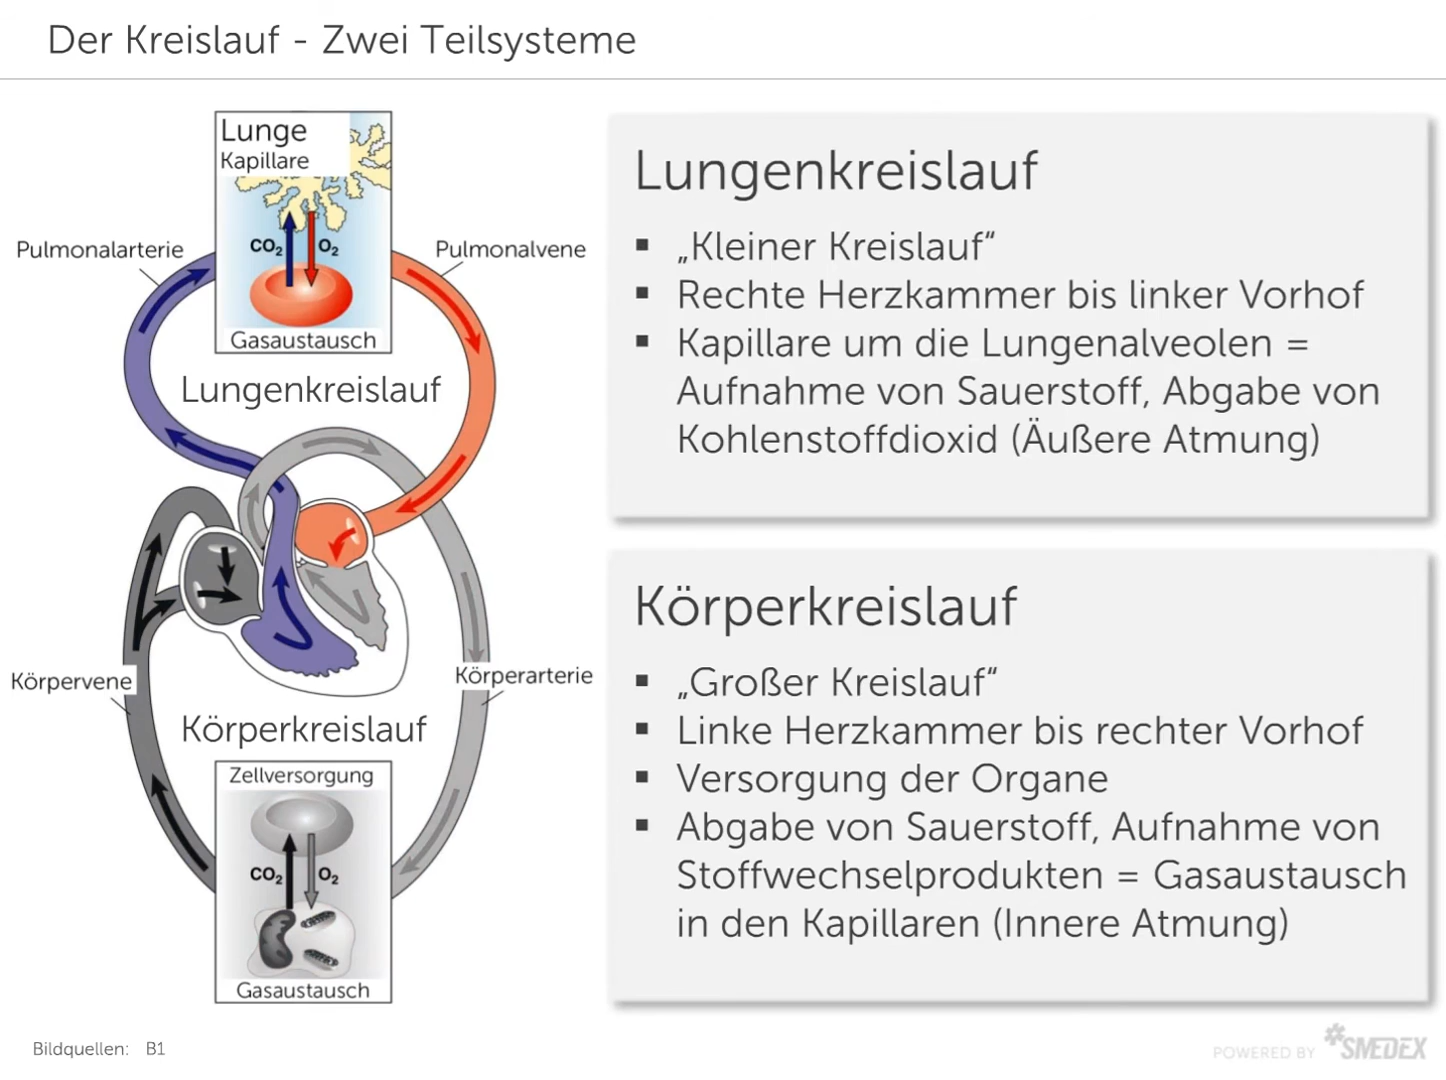 Der Kreislauf - Zwei Teilsysteme
Lunge
Kapillare
CO₂
O₂
Gasaustausch
Pulmonalarterie
Pulmonalvene
Lungenkreislauf
Körpervene
Körperarterie
Körperkreislauf
Zellversorgung
CO₂
O₂
Gasaustausch
Lungenkreislauf
▪ „Kleiner Kreislauf“
▪ Rechte Herzkammer bis linker Vorhof
▪ Kapillare um die Lungenalveolen =
Aufnahme von Sauerstoff, Abgabe von
Kohlenstoffdioxid (Äußere Atmung)
Körperkreislauf
▪ „Großer Kreislauf“
▪ Linke Herzkammer bis rechter Vorhof
▪ Versorgung der Organe
▪ Abgabe von Sauerstoff, Aufnahme von
Stoffwechselprodukten = Gasaustausch
in den Kapillaren (Innere Atmung)
Bildquellen: B1
POWERED BY SMEDEX